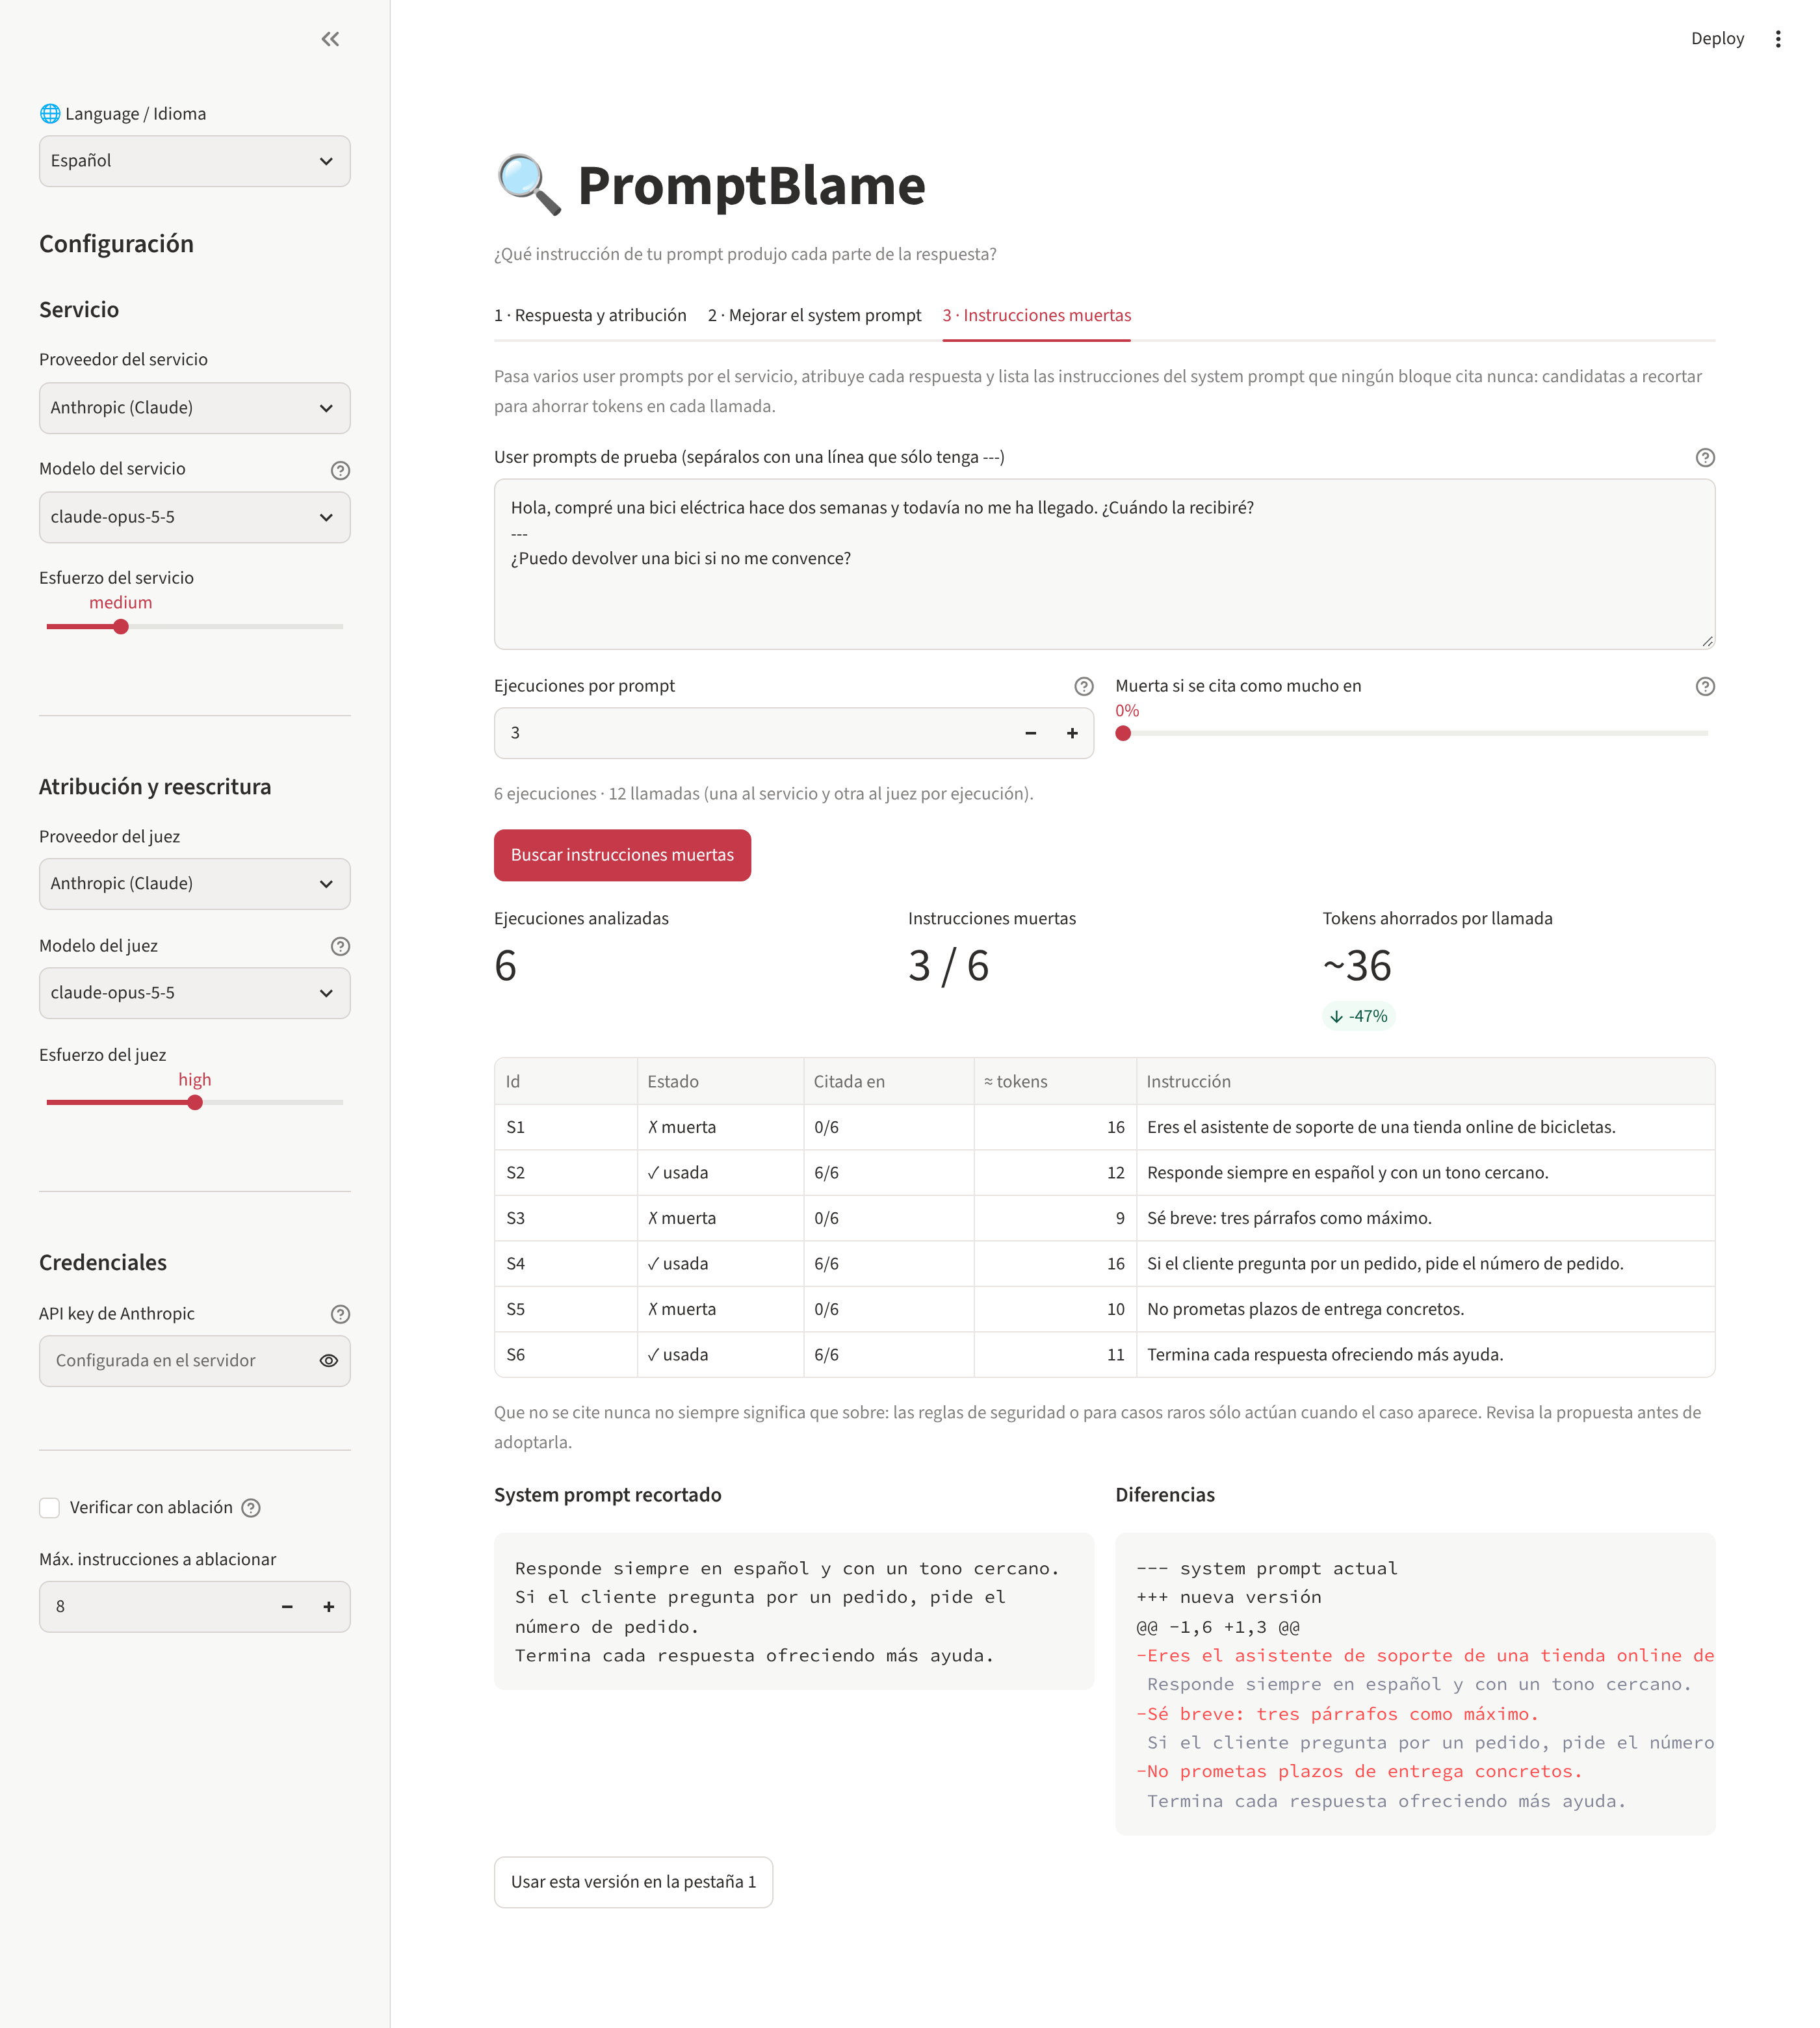 Deploy
Language / Idioma
Español
Configuración
Servicio
Proveedor del servicio
Anthropic (Claude)
Modelo del servicio
claude-opus-5-5
Esfuerzo del servicio
medium
Atribución y reescritura
Proveedor del juez
Anthropic (Claude)
Modelo del juez
claude-opus-5-5
Esfuerzo del juez
high
Credenciales
API key de Anthropic
Configurada en el servidor
Verificar con ablación
Máx. instrucciones a ablacionar
8
PromptBlame
¿Qué instrucción de tu prompt produjo cada parte de la respuesta?
1 · Respuesta y atribución 2 · Mejorar el system prompt 3 · Instrucciones muertas
Pasa varios user prompts por el servicio, atribuye cada respuesta y lista las instrucciones del system prompt que ningún bloque cita nunca: candidatas a recortar
para ahorrar tokens en cada llamada.
User prompts de prueba (sepáralos con una línea que sólo tenga ---)
Hola, compré una bici eléctrica hace dos semanas y todavía no me ha llegado. ¿Cuándo la recibiré?
---
¿Puedo devolver una bici si no me convence?
Ejecuciones por prompt
3
Muerta si se cita como mucho en
0%
6 ejecuciones · 12 llamadas (una al servicio y otra al juez por ejecución).
Buscar instrucciones muertas
Ejecuciones analizadas
6
Instrucciones muertas
3 / 6
Tokens ahorrados por llamada
~36
↓ -47%
Id Estado Citada en ≈ tokens Instrucción
S1 ✗ muerta 0/6 16 Eres el asistente de soporte de una tienda online de bicicletas.
S2 ✓ usada 6/6 12 Responde siempre en español y con un tono cercano.
S3 ✗ muerta 0/6 9 Sé breve: tres párrafos como máximo.
S4 ✓ usada 6/6 16 Si el cliente pregunta por un pedido, pide el número de pedido.
S5 ✗ muerta 0/6 10 No prometas plazos de entrega concretos.
S6 ✓ usada 6/6 11 Termina cada respuesta ofreciendo más ayuda.
Que no se cite nunca no siempre significa que sobre: las reglas de seguridad o para casos raros sólo actúan cuando el caso aparece. Revisa la propuesta antes de
adoptarla.
System prompt recortado
Responde siempre en español y con un tono cercano.
Si el cliente pregunta por un pedido, pide el
número de pedido.
Termina cada respuesta ofreciendo más ayuda.
Diferencias
--- system prompt actual
+++ nueva versión
@@ -1,6 +1,3 @@
-Eres el asistente de soporte de una tienda online de
Responde siempre en español y con un tono cercano.
-Sé breve: tres párrafos como máximo.
Si el cliente pregunta por un pedido, pide el número
-No prometas plazos de entrega concretos.
Termina cada respuesta ofreciendo más ayuda.
Usar esta versión en la pestaña 1